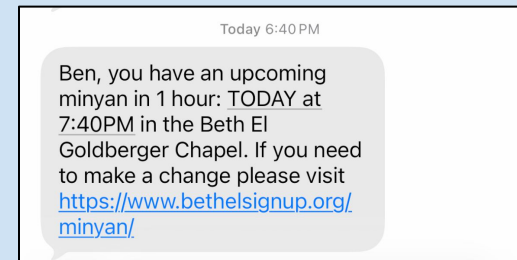 Today 6:40 PM
Ben, you have an upcoming
minyan in 1 hour: TODAY at
7:40PM in the Beth El
Goldberger Chapel. If you need
to make a change please visit
https://www.bethelsignup.org/
minyan/